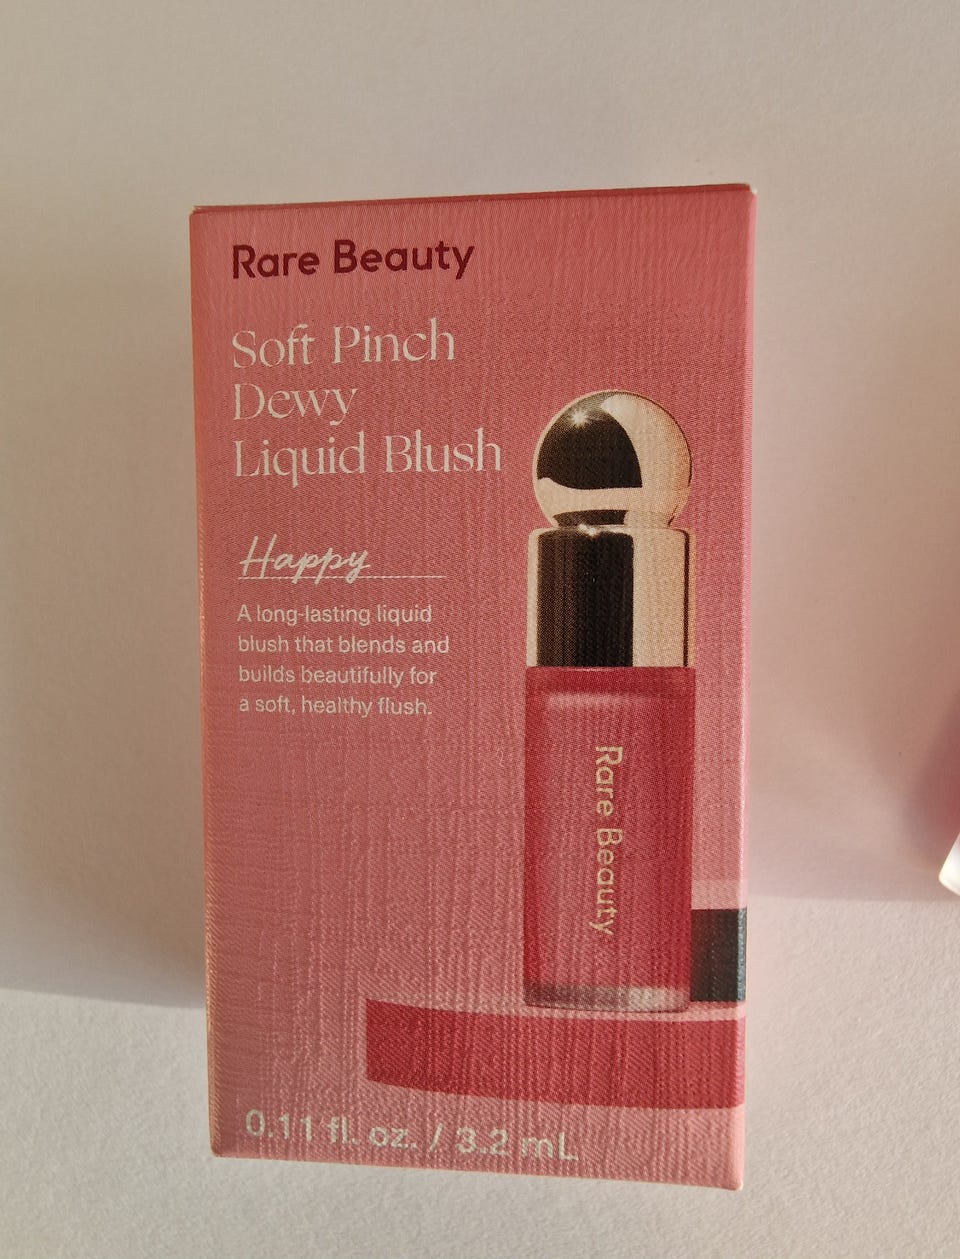 Rare Beauty
Soft Pinch
Dewy
Liquid Blush
Happy
A long-lasting liquid
blush that blends and
builds beautifully for
a soft, healthy flush.
Rare Beauty
0.11 fl. oz. / 3.2 mL